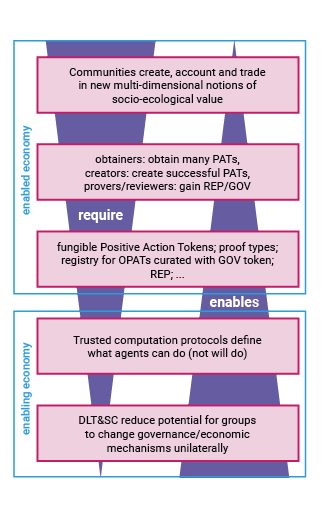 enabled economy
Communities create, account and trade
in new multi-dimensional notions of
socio-ecological value
obtainers: obtain many PATs,
creators: create successful PATs,
provers/reviewers: gain REP/GOV
require
fungible Positive Action Tokens; proof types;
registry for OPATs curated with GOV token;
REP; ...
enables
enabling economy
Trusted computation protocols define
what agents can do (not will do)
DLT&SC reduce potential for groups
to change governance/economic
mechanisms unilaterally